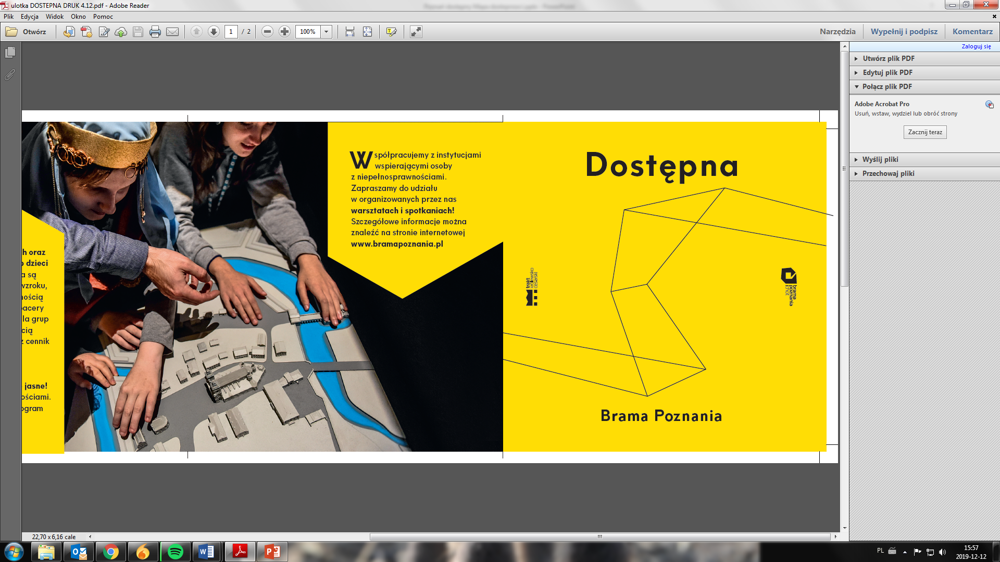 ulotka DOSTEPNA DRUK 4.12.pdf - Adobe Reader
Plik Edycja Widok Okno Pomoc
Otwórz
1 / 2
100%
Narzędzia Wypełnij i podpisz Komentarz
Zaloguj się
Utwórz plik PDF
Edytuj plik PDF
Połącz plik PDF
Adobe Acrobat Pro
Usuń, wstaw, wydziel lub obróć strony
Zacznij teraz
Wyślij pliki
Przechowaj pliki
h oraz
dzieci
a są
wzroku,
nością
acery
la grup
cią
z cennik
jasne!
ościami.
ogram
Współpracujemy z instytucjami
wspierającymi osoby
z niepełnosprawnościami.
Zapraszamy do udziału
w organizowanych przez nas
warsztatach i spotkaniach!
Szczegółowe informacje można
znaleźć na stronie internetowej
www.bramapoznania.pl
Dostępna
trakt
królewsko
cesarski
brama
poznania
ichot
Brama Poznania
22,70 x 6,16 cale
PL
15:57
2019-12-12